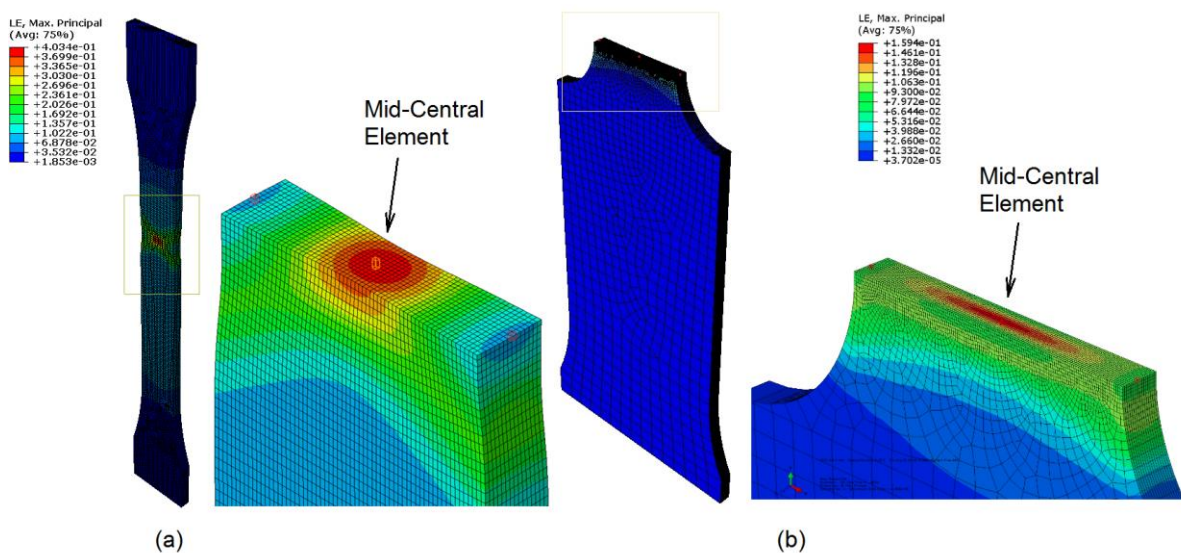 LE, Max. Principal
(Avg: 75%)
+4.034e-01
+3.699e-01
+3.365e-01
+3.030e-01
+2.696e-01
+2.361e-01
+2.026e-01
+1.692e-01
+1.357e-01
+1.022e-01
+6.878e-02
+3.532e-02
+1.853e-03
Mid-Central
Element
(a)
LE, Max. Principal
(Avg: 75%)
+1.594e-01
+1.461e-01
+1.328e-01
+1.196e-01
+1.063e-01
+9.300e-02
+7.972e-02
+6.644e-02
+5.316e-02
+3.988e-02
+2.660e-02
+1.332e-02
+3.702e-05
Mid-Central
Element
(b)